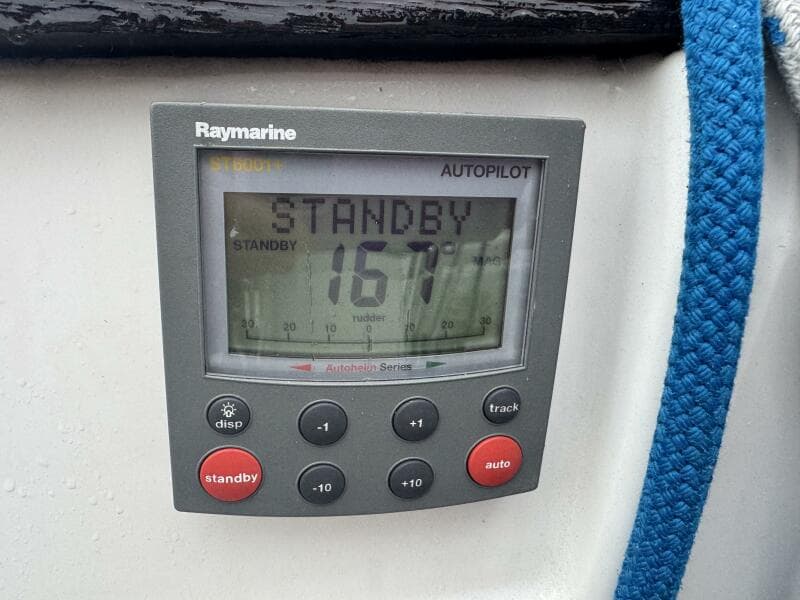 Raymarine
ST6001+ AUTOPILOT
STANDBY
STANDBY 167° MAG
rudder
30 20 10 0 10 20 30
Autohelm Series
disp -1 +1 track
standby -10 +10 auto